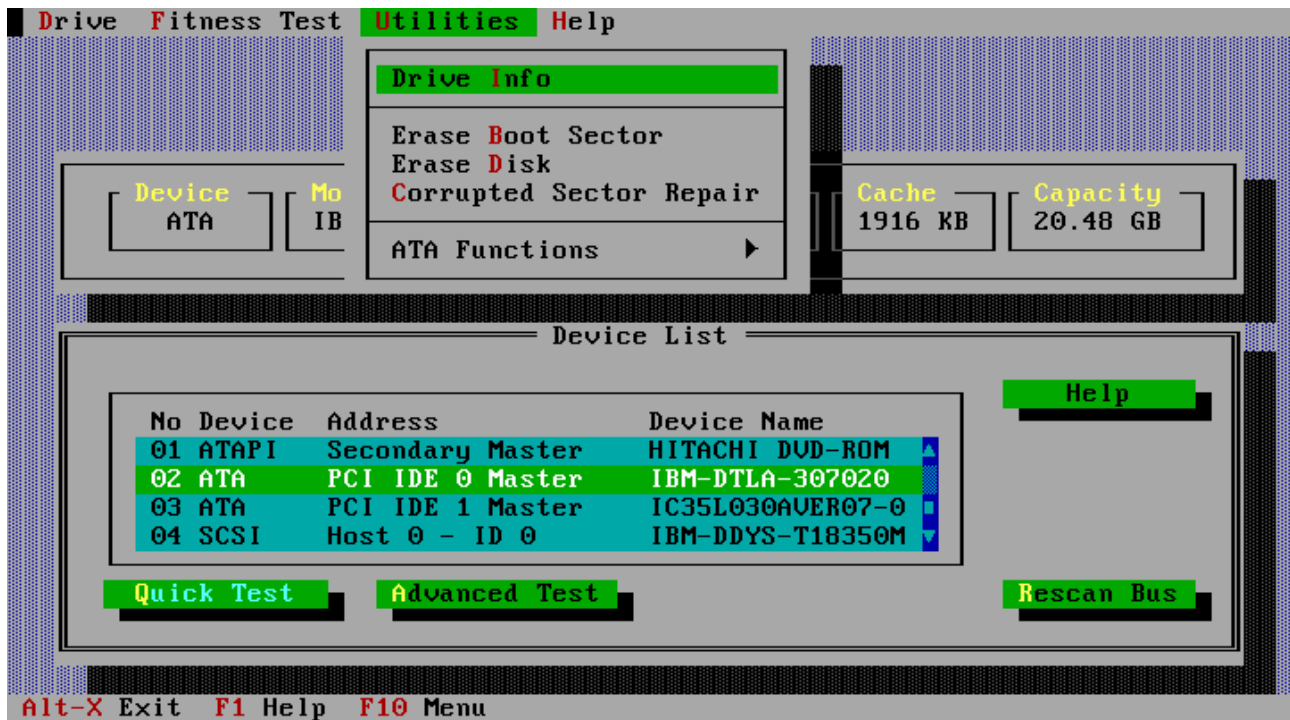 Drive Fitness Test Utilities Help
Drive Info
Erase Boot Sector
Erase Disk
Corrupted Sector Repair
ATA Functions
Device Mo Cache Capacity
ATA IB 1916 KB 20.48 GB
Device List
Help
No Device Address Device Name
01 ATAPI Secondary Master HITACHI DVD-ROM
02 ATA PCI IDE 0 Master IBM-DTLA-307020
03 ATA PCI IDE 1 Master IC35L030AVER07-0
04 SCSI Host 0 - ID 0 IBM-DDYS-T18350M
Quick Test Advanced Test Rescan Bus
Alt-X Exit F1 Help F10 Menu